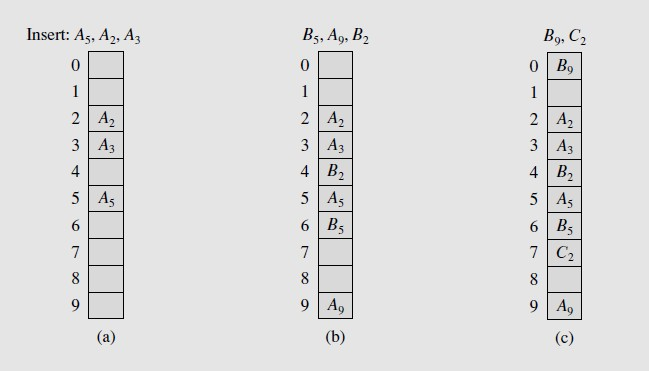 Insert: A₅, A₂, A₃ B₅, A₉, B₂ B₉, C₂
0 0 0 B₉
1 1 1
2 A₂ 2 A₂ 2 A₂
3 A₃ 3 A₃ 3 A₃
4 4 B₂ 4 B₂
5 A₅ 5 A₅ 5 A₅
6 6 B₅ 6 B₅
7 7 7 C₂
8 8 8
9 9 A₉ 9 A₉
(a) (b) (c)